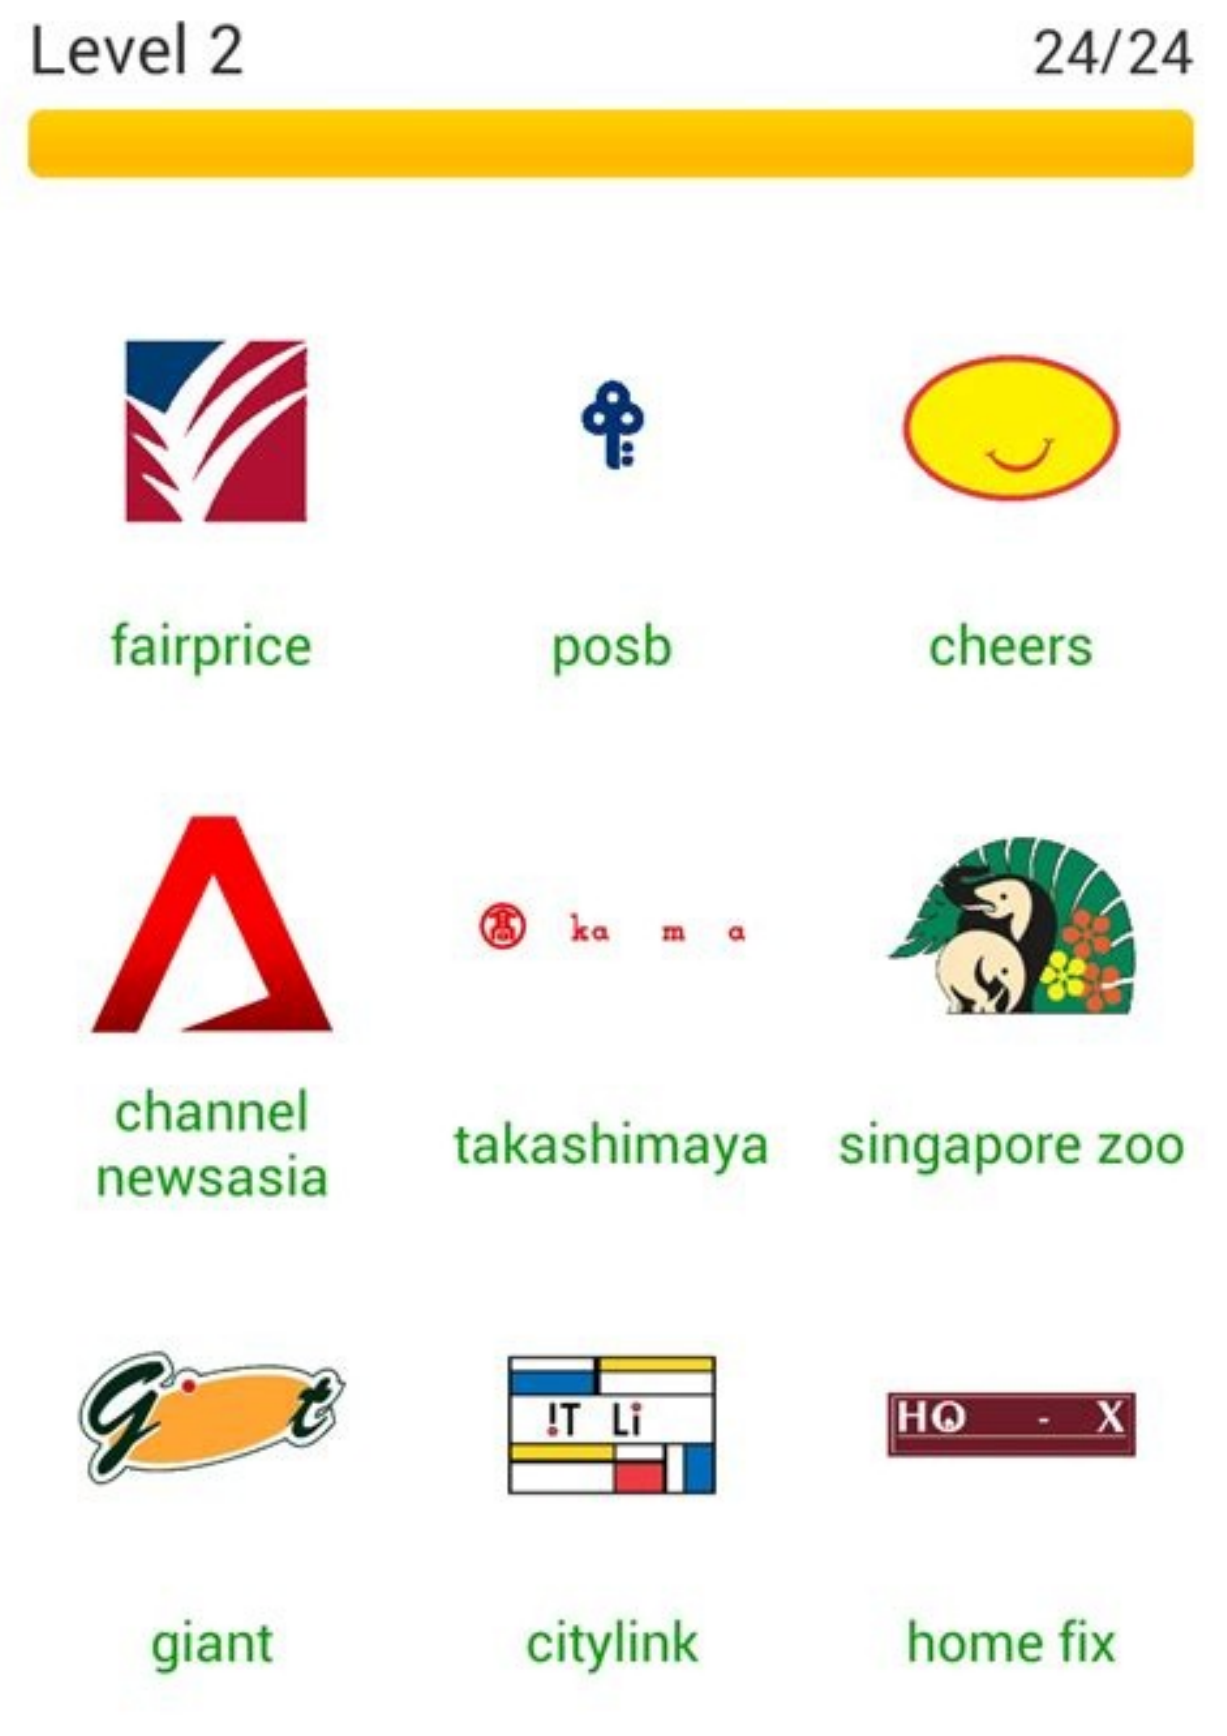 Level 2 24/24
fairprice posb cheers
ka m a
channel
newsasia
takashimaya singapore zoo
G t
!T Li
HO - X
giant citylink home fix